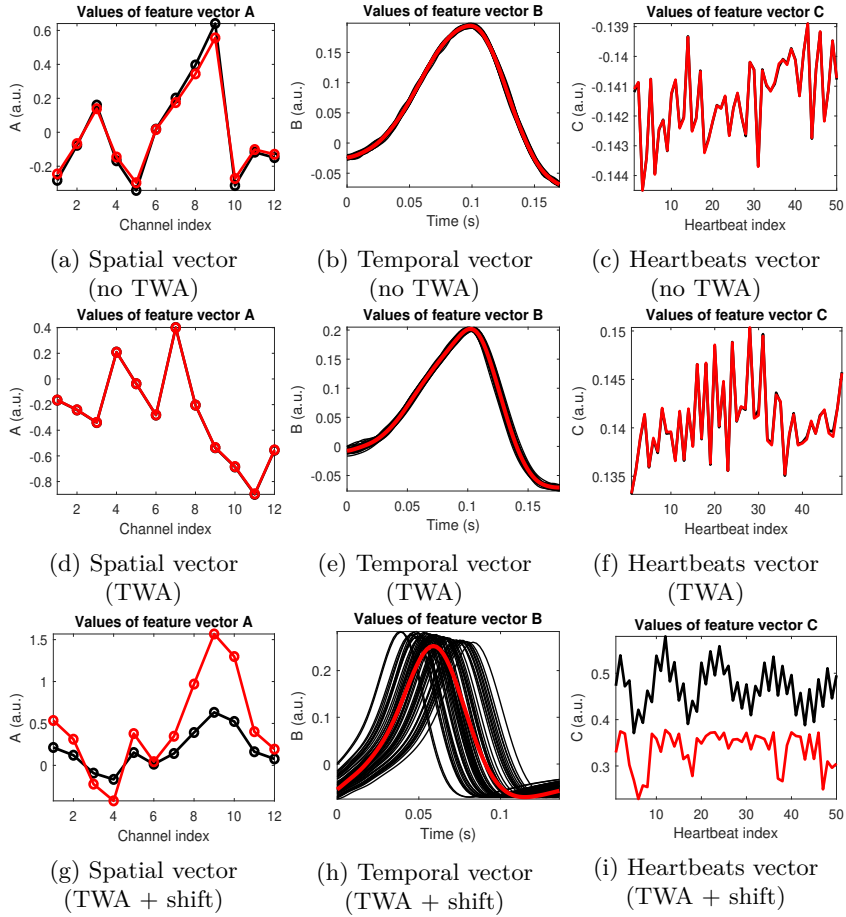 Values of feature vector A
0.6
0.4
0.2
0
-0.2
A (a.u.)
2 4 6 8 10 12
Channel index
(a) Spatial vector
(no TWA)
Values of feature vector B
0.15
0.1
0.05
0
-0.05
B (a.u.)
0 0.05 0.1 0.15
Time (s)
(b) Temporal vector
(no TWA)
Values of feature vector C
-0.139
-0.14
-0.141
-0.142
-0.143
-0.144
C (a.u.)
10 20 30 40 50
Heartbeat index
(c) Heartbeats vector
(no TWA)
Values of feature vector A
0.4
0.2
0
-0.2
-0.4
-0.6
-0.8
A (a.u.)
2 4 6 8 10 12
Channel index
(d) Spatial vector
(TWA)
Values of feature vector B
0.2
0.15
0.1
0.05
0
-0.05
B (a.u.)
0 0.05 0.1 0.15
Time (s)
(e) Temporal vector
(TWA)
Values of feature vector C
0.15
0.145
0.14
0.135
C (a.u.)
10 20 30 40
Heartbeat index
(f) Heartbeats vector
(TWA)
Values of feature vector A
1.5
1
0.5
0
A (a.u.)
2 4 6 8 10 12
Channel index
(g) Spatial vector
(TWA + shift)
Values of feature vector B
0.2
0.1
0
B (a.u.)
0 0.05 0.1
Time (s)
(h) Temporal vector
(TWA + shift)
Values of feature vector C
0.5
0.4
0.3
C (a.u.)
10 20 30 40 50
Heartbeat index
(i) Heartbeats vector
(TWA + shift)